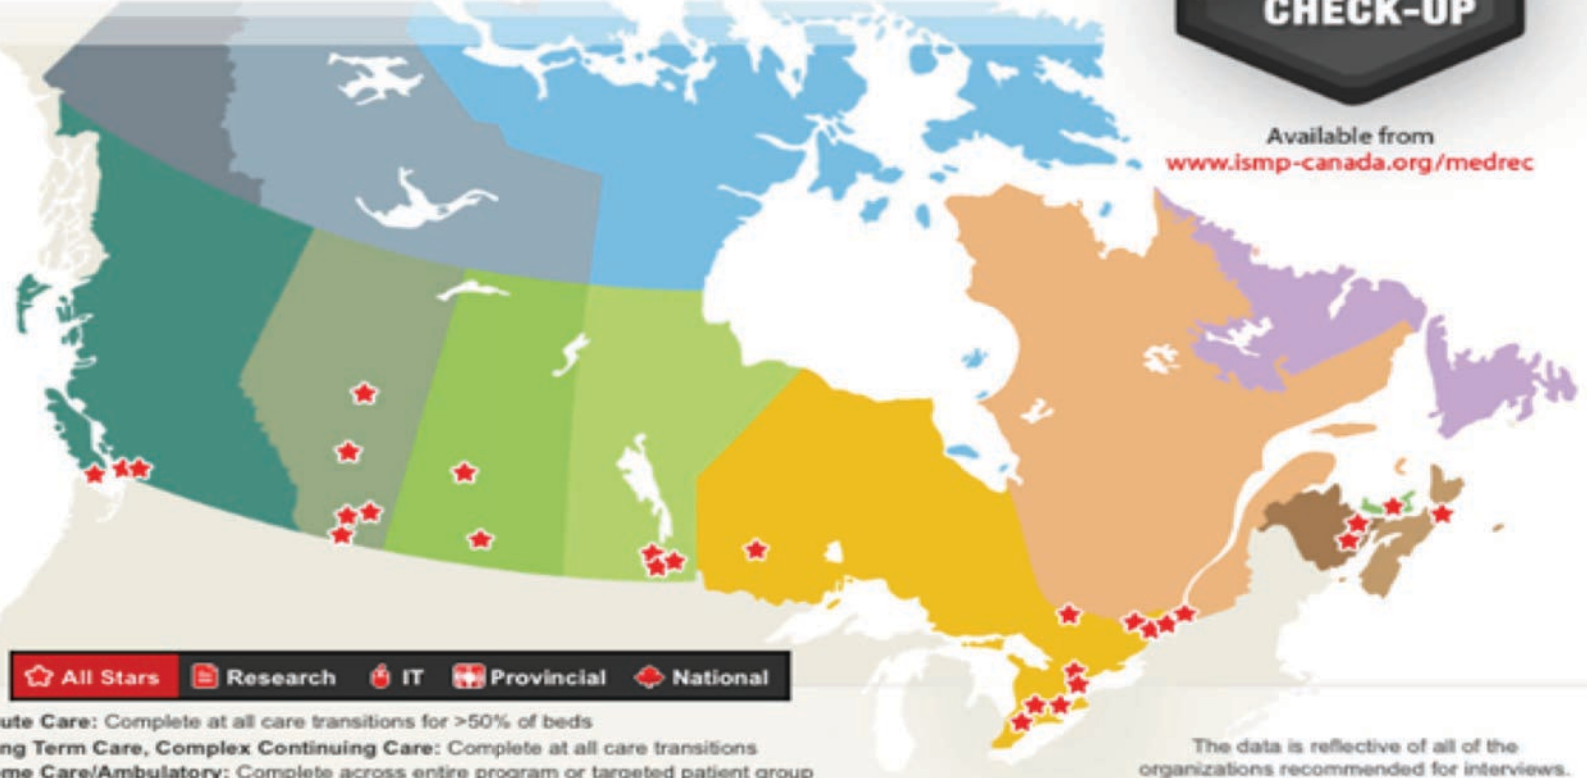 CHECK-UP
Available from
www.ismp-canada.org/medrec
All Stars Research IT Provincial National
ute Care: Complete at all care transitions for >50% of beds
ng Term Care, Complex Continuing Care: Complete at all care transitions
me Care/Ambulatory: Complete across entire program or targeted patient group
The data is reflective of all of the
organizations recommended for interviews.